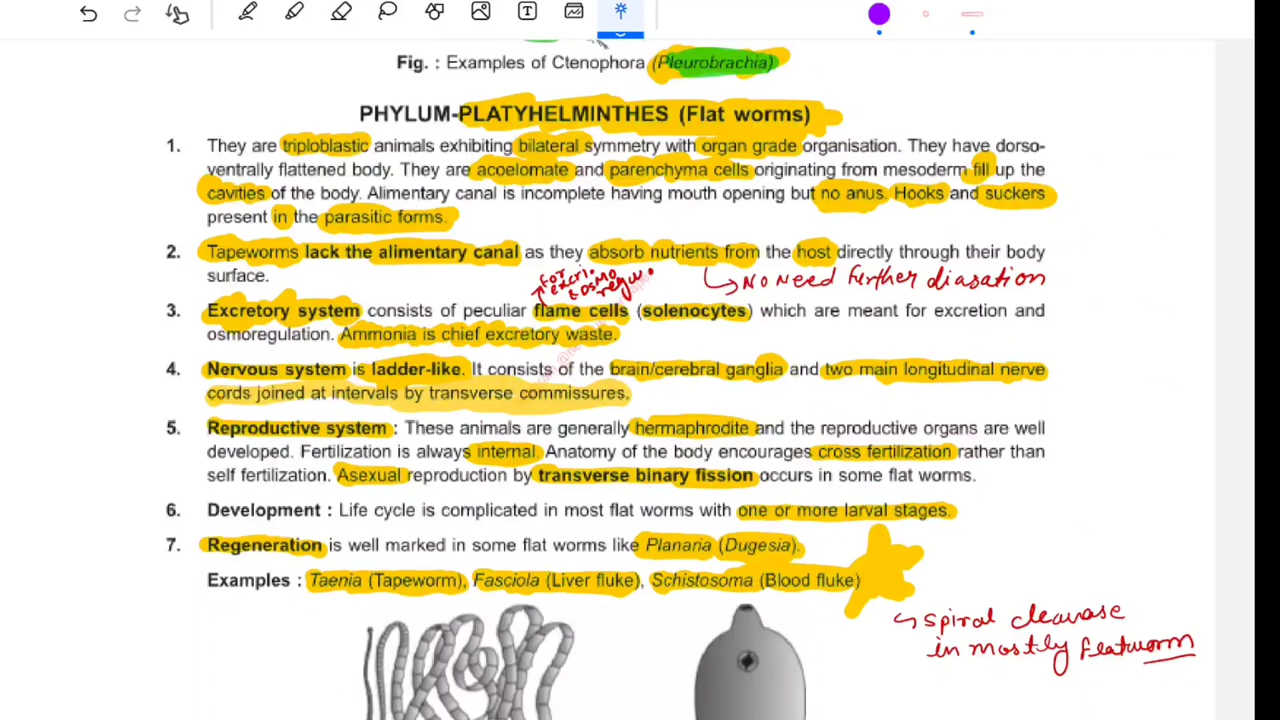 Fig. : Examples of Ctenophora (Pleurobrachia)
PHYLUM-PLATYHELMINTHES (Flat worms)
1. They are triploblastic animals exhibiting bilateral symmetry with organ grade organisation. They have dorso-
ventrally flattened body. They are acoelomate and parenchyma cells originating from mesoderm fill up the
cavities of the body. Alimentary canal is incomplete having mouth opening but no anus. Hooks and suckers
present in the parasitic forms.
2. Tapeworms lack the alimentary canal as they absorb nutrients from the host directly through their body
surface.
No Need further diasation
for
excri.
osmo
regu.
3. Excretory system consists of peculiar flame cells (solenocytes) which are meant for excretion and
osmoregulation. Ammonia is chief excretory waste.
4. Nervous system is ladder-like. It consists of the brain/cerebral ganglia and two main longitudinal nerve
cords joined at intervals by transverse commissures.
5. Reproductive system : These animals are generally hermaphrodite and the reproductive organs are well
developed. Fertilization is always internal. Anatomy of the body encourages cross fertilization rather than
self fertilization. Asexual reproduction by transverse binary fission occurs in some flat worms.
6. Development : Life cycle is complicated in most flat worms with one or more larval stages.
7. Regeneration is well marked in some flat worms like Planaria (Dugesia).
Examples : Taenia (Tapeworm), Fasciola (Liver fluke), Schistosoma (Blood fluke)
spiral cleavase
in mostly flatworm